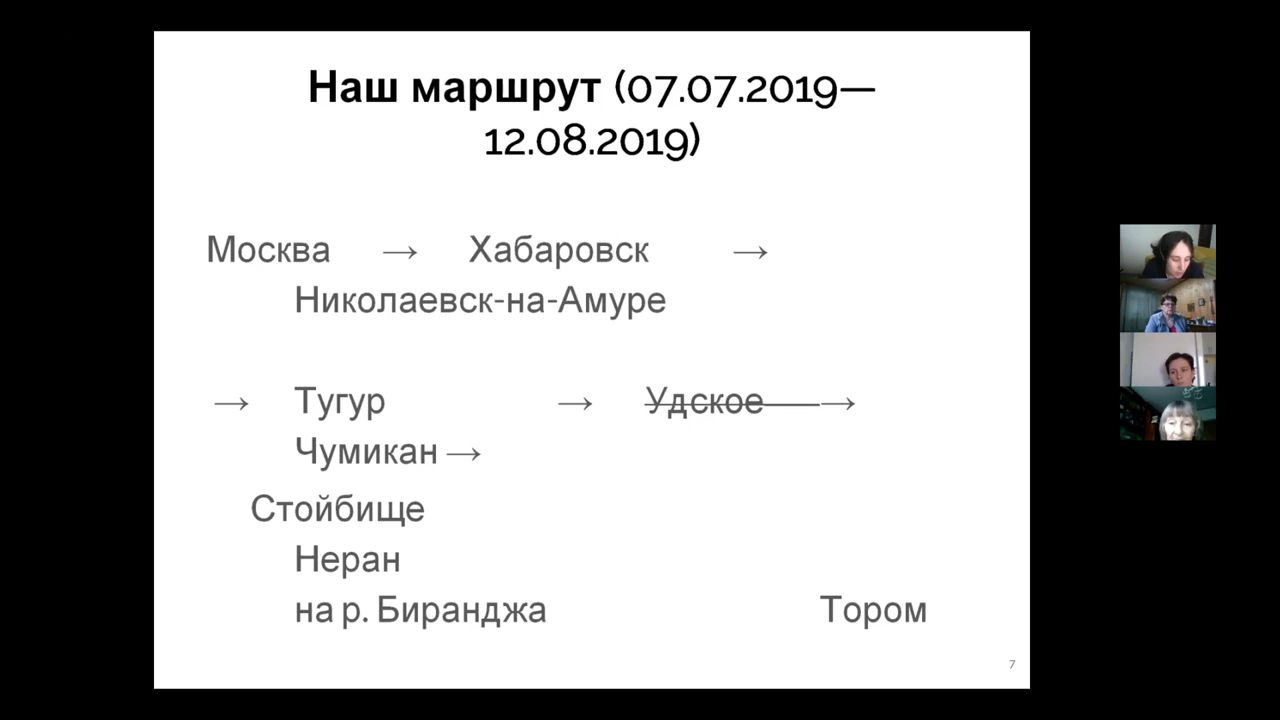 Наш маршрут (07.07.2019—
12.08.2019)
Москва → Хабаровск →
Николаевск-на-Амуре
→ Тугур → Удское →
Чумикан →
Стойбище
Неран
на р. Биранджа Тором
7